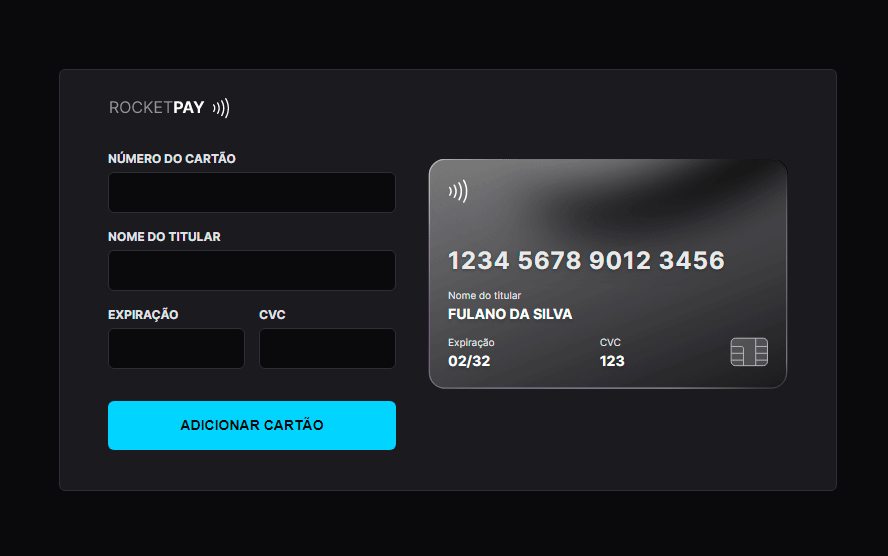 ROCKETPAY
NÚMERO DO CARTÃO
NOME DO TITULAR
EXPIRAÇÃO CVC
ADICIONAR CARTÃO
1234 5678 9012 3456
Nome do titular
FULANO DA SILVA
Expiração CVC
02/32 123